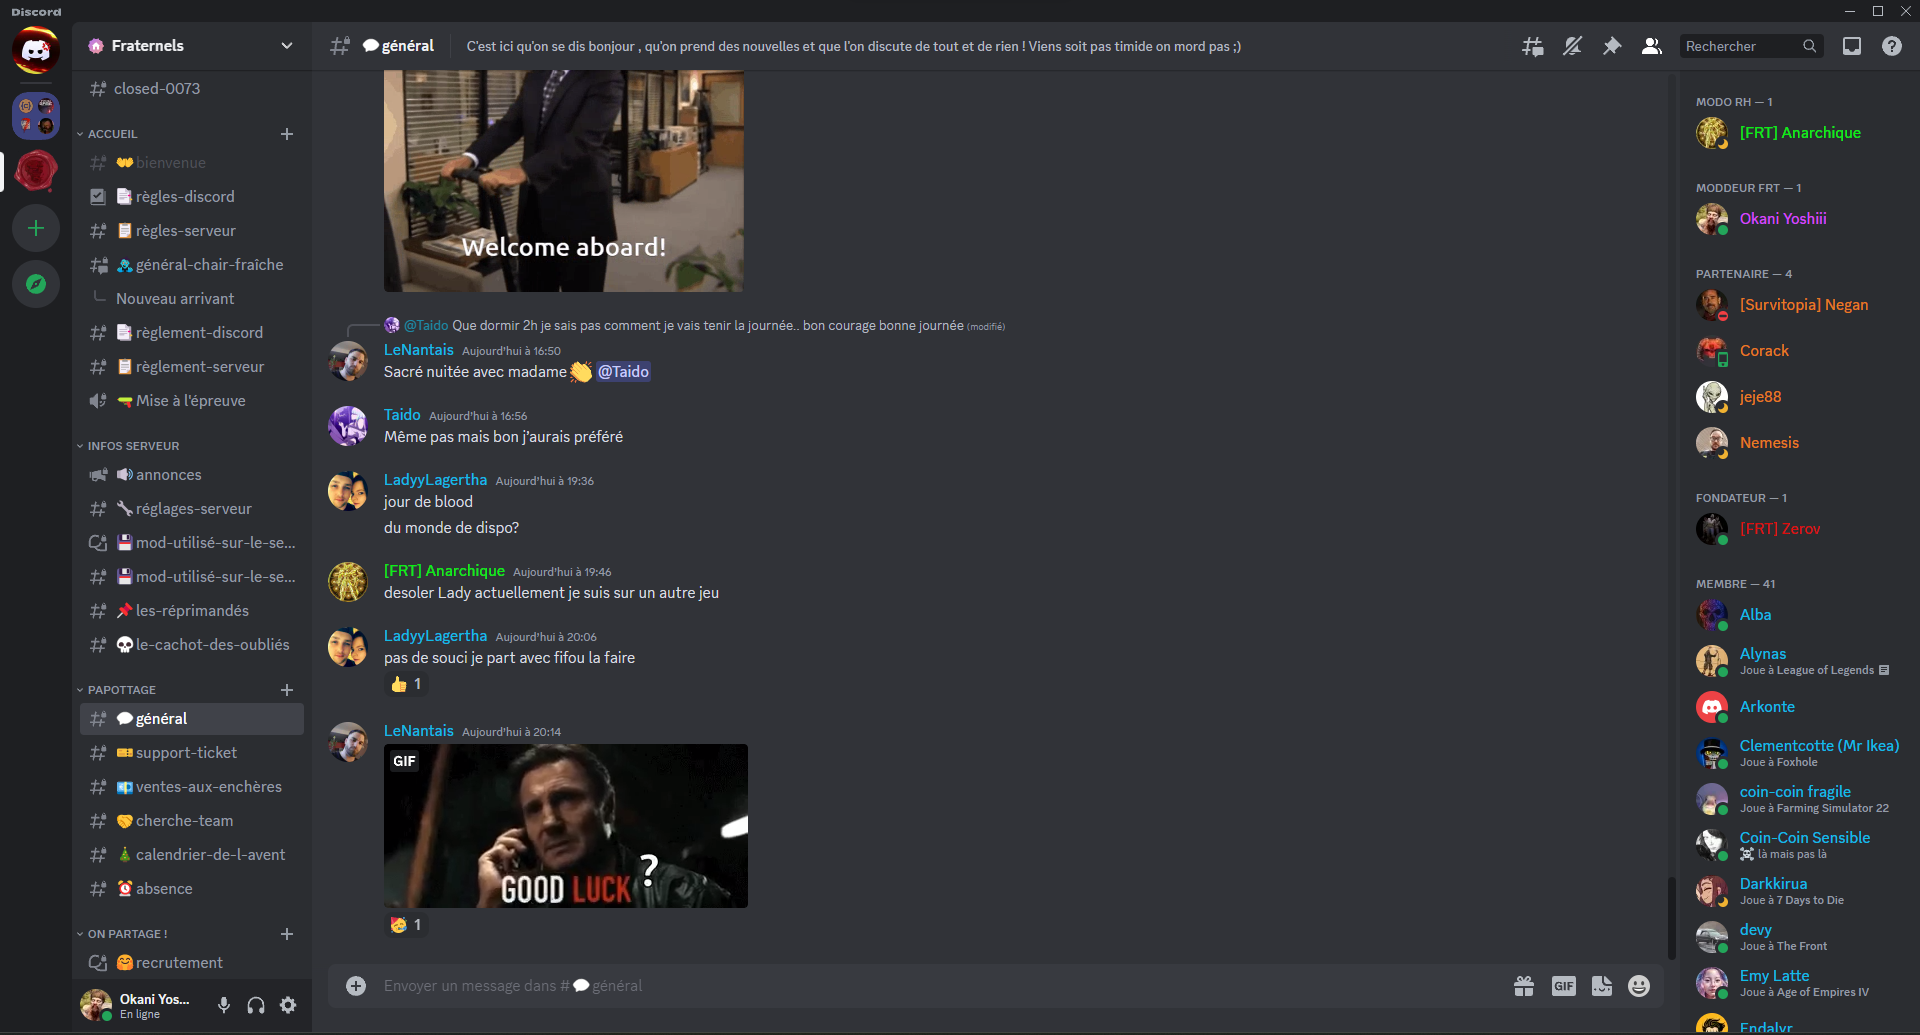 Discord
Fraternels
closed-0073
ACCUEIL
bienvenue
règles-discord
règles-serveur
général-chair-fraîche
Nouveau arrivant
règlement-discord
règlement-serveur
Mise à l'épreuve
INFOS SERVEUR
annonces
réglages-serveur
mod-utilisé-sur-le-se...
mod-utilisé-sur-le-se...
les-réprimandés
le-cachot-des-oubliés
PAPOTTAGE
général
support-ticket
ventes-aux-enchères
cherche-team
calendrier-de-l-avent
absence
ON PARTAGE !
recrutement
Okani Yos...
En ligne
général
C'est ici qu'on se dis bonjour , qu'on prend des nouvelles et que l'on discute de tout et de rien ! Viens soit pas timide on mord pas ;)
Rechercher
Welcome aboard!
@Taido Que dormir 2h je sais pas comment je vais tenir la journée.. bon courage bonne journée (modifié)
LeNantais Aujourd'hui à 16:50
Sacré nuitée avec madame 👏 @Taido
Taido Aujourd'hui à 16:56
Même pas mais bon j'aurais préféré
LadyyLagertha Aujourd'hui à 19:36
jour de blood
du monde de dispo?
[FRT] Anarchique Aujourd'hui à 19:46
desoler Lady actuellement je suis sur un autre jeu
LadyyLagertha Aujourd'hui à 20:06
pas de souci je part avec fifou la faire
👍 1
LeNantais Aujourd'hui à 20:14
GIF
GOOD LUCK ?
🥳 1
Envoyer un message dans # 💬général
GIF
MODO RH — 1
[FRT] Anarchique
MODDEUR FRT — 1
Okani Yoshiii
PARTENAIRE — 4
[Survitopia] Negan
Corack
jeje88
Nemesis
FONDATEUR — 1
[FRT] Zerov
MEMBRE — 41
Alba
Alynas
Joue à League of Legends
Arkonte
Clementcotte (Mr Ikea)
Joue à Foxhole
coin-coin fragile
Joue à Farming Simulator 22
Coin-Coin Sensible
☠️ là mais pas là
Darkkirua
Joue à 7 Days to Die
devy
Joue à The Front
Emy Latte
Joue à Age of Empires IV
Endalyr